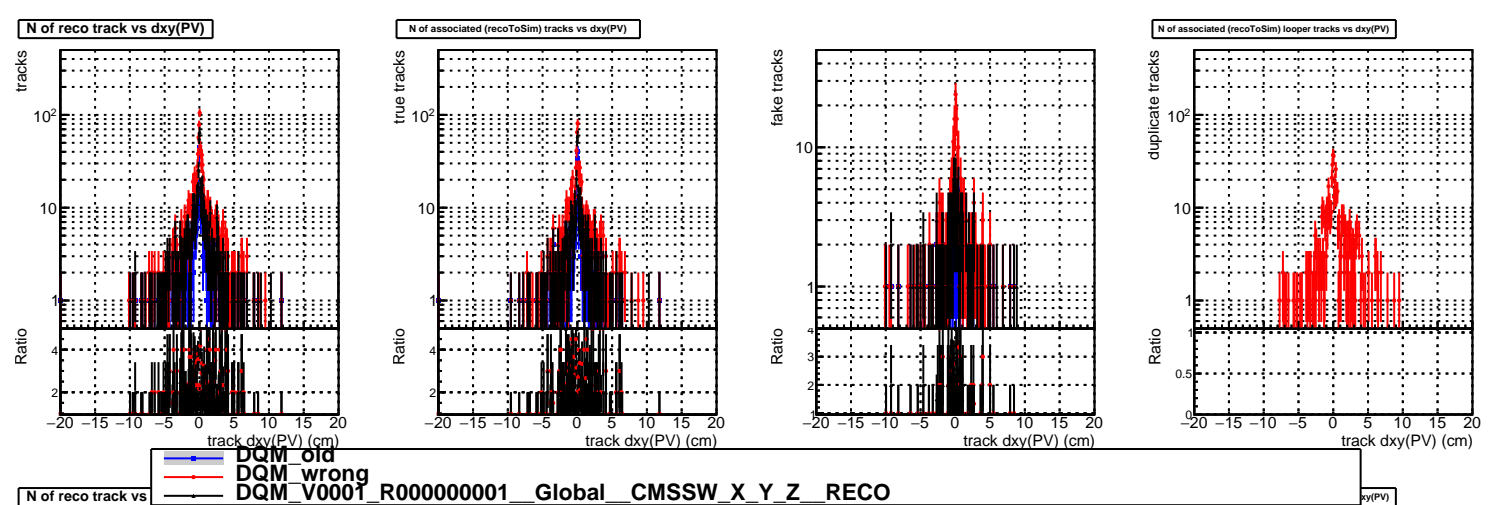 N of reco track vs dxy(PV)
tracks
10²
10
1
Ratio
4
2
−20 −15 −10 −5 0 5 10 15 20
track dxy(PV) (cm)
N of associated (recoToSim) tracks vs dxy(PV)
true tracks
10²
10
1
Ratio
4
2
−20 −15 −10 −5 0 5 10 15 20
track dxy(PV) (cm)
fake tracks
10
1
Ratio
4
3
2
1
−20 −15 −10 −5 0 5 10 15 20
track dxy(PV) (cm)
N of associated (recoToSim) looper tracks vs dxy(PV)
duplicate tracks
10²
10
1
Ratio
1
0.5
0
−20 −15 −10 −5 0 5 10 15 20
track dxy(PV) (cm)
DQM_old
DQM_wrong
DQM_V0001_R000000001__Global__CMSSW_X_Y_Z__RECO
N of reco track vs
xy(PV)